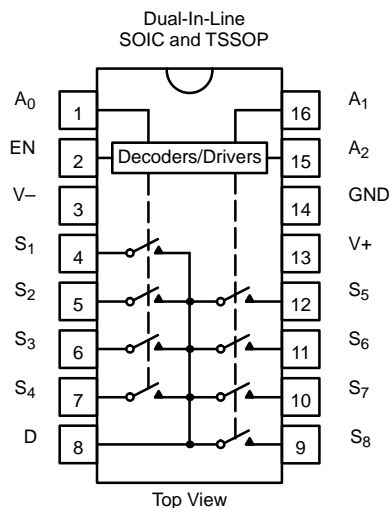 Dual-In-Line
SOIC and TSSOP
A0 1 16 A1
EN 2 Decoders/Drivers 15 A2
V– 3 14 GND
S1 4 13 V+
S2 5 12 S5
S3 6 11 S6
S4 7 10 S7
D 8 9 S8
Top View